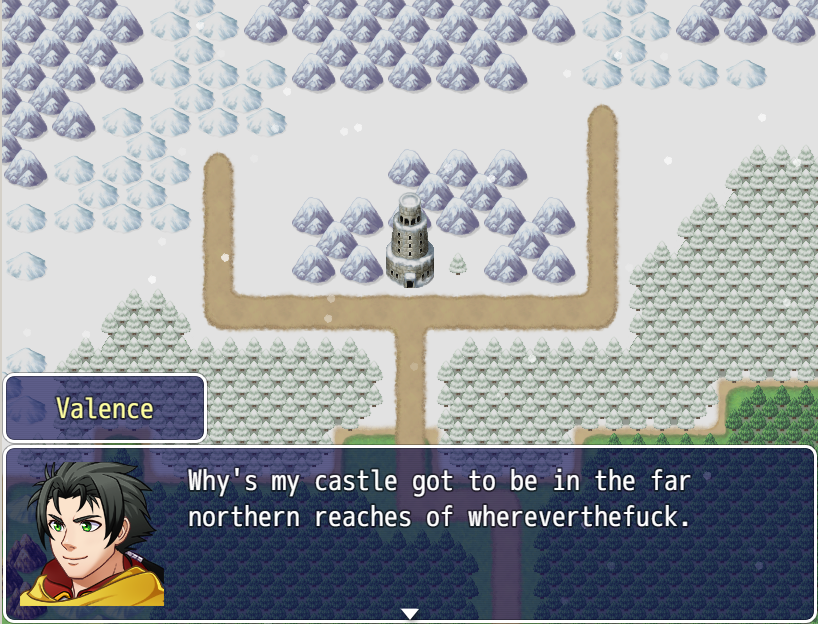 Valence
Why's my castle got to be in the far
northern reaches of whereverthefuck.